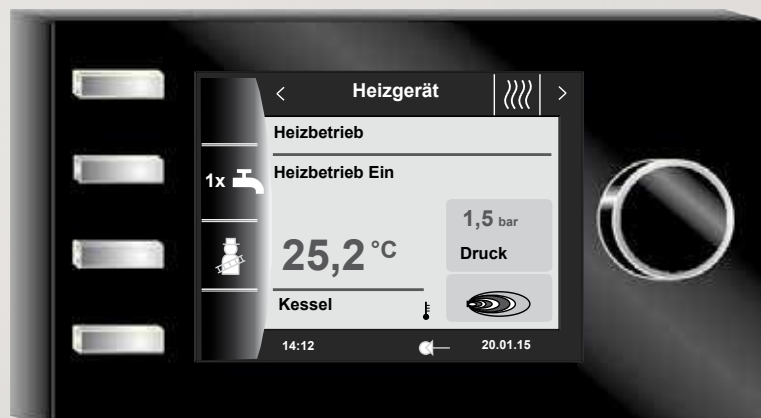 Heizgerät
Heizbetrieb
1x
Heizbetrieb Ein
1,5 bar
Druck
25,2 °C
Kessel
14:12
20.01.15